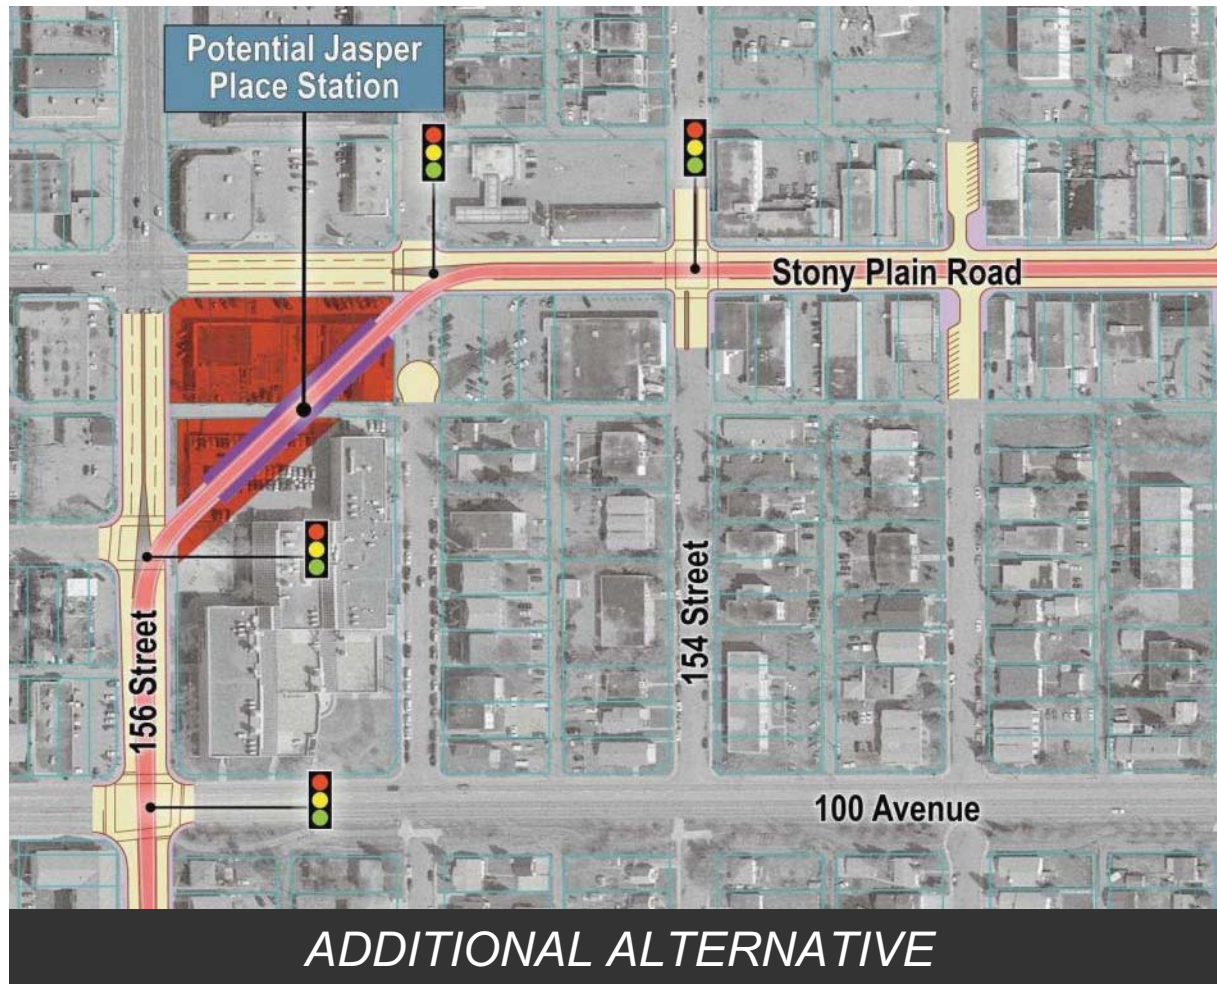 Potential Jasper
Place Station
Stony Plain Road
154 Street
156 Street
100 Avenue
ADDITIONAL ALTERNATIVE